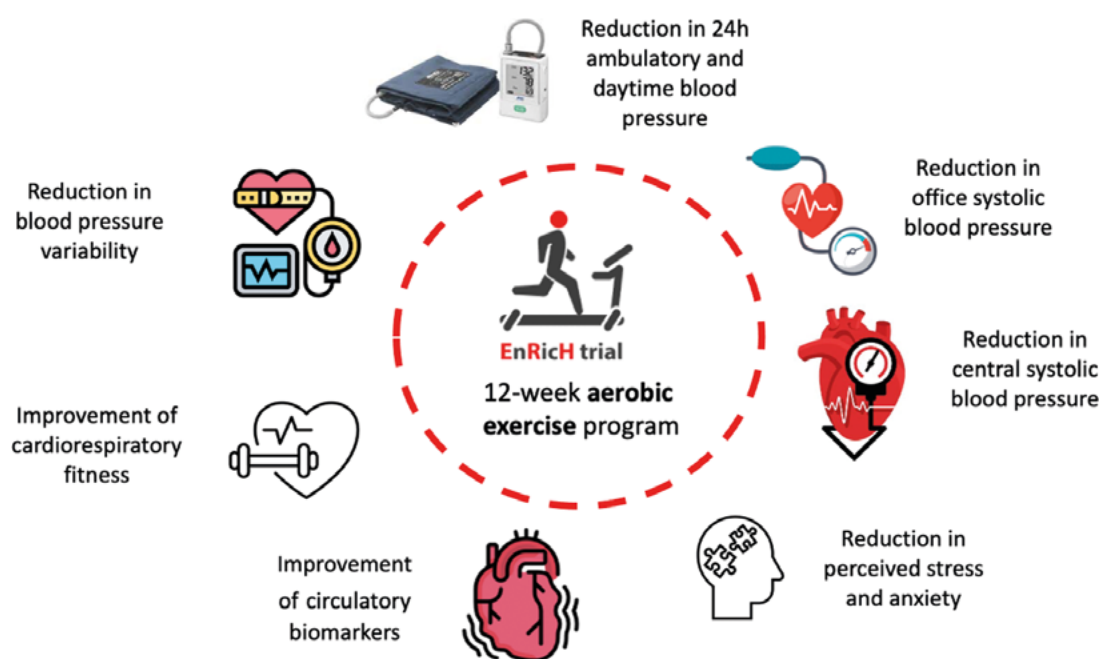 Reduction in 24h
ambulatory and
daytime blood
pressure
Reduction in
blood pressure
variability
Reduction in
office systolic
blood pressure
EnRicH trial
12-week aerobic
exercise program
Reduction in
central systolic
blood pressure
Improvement of
cardiorespiratory
fitness
Improvement
of circulatory
biomarkers
Reduction in
perceived stress
and anxiety